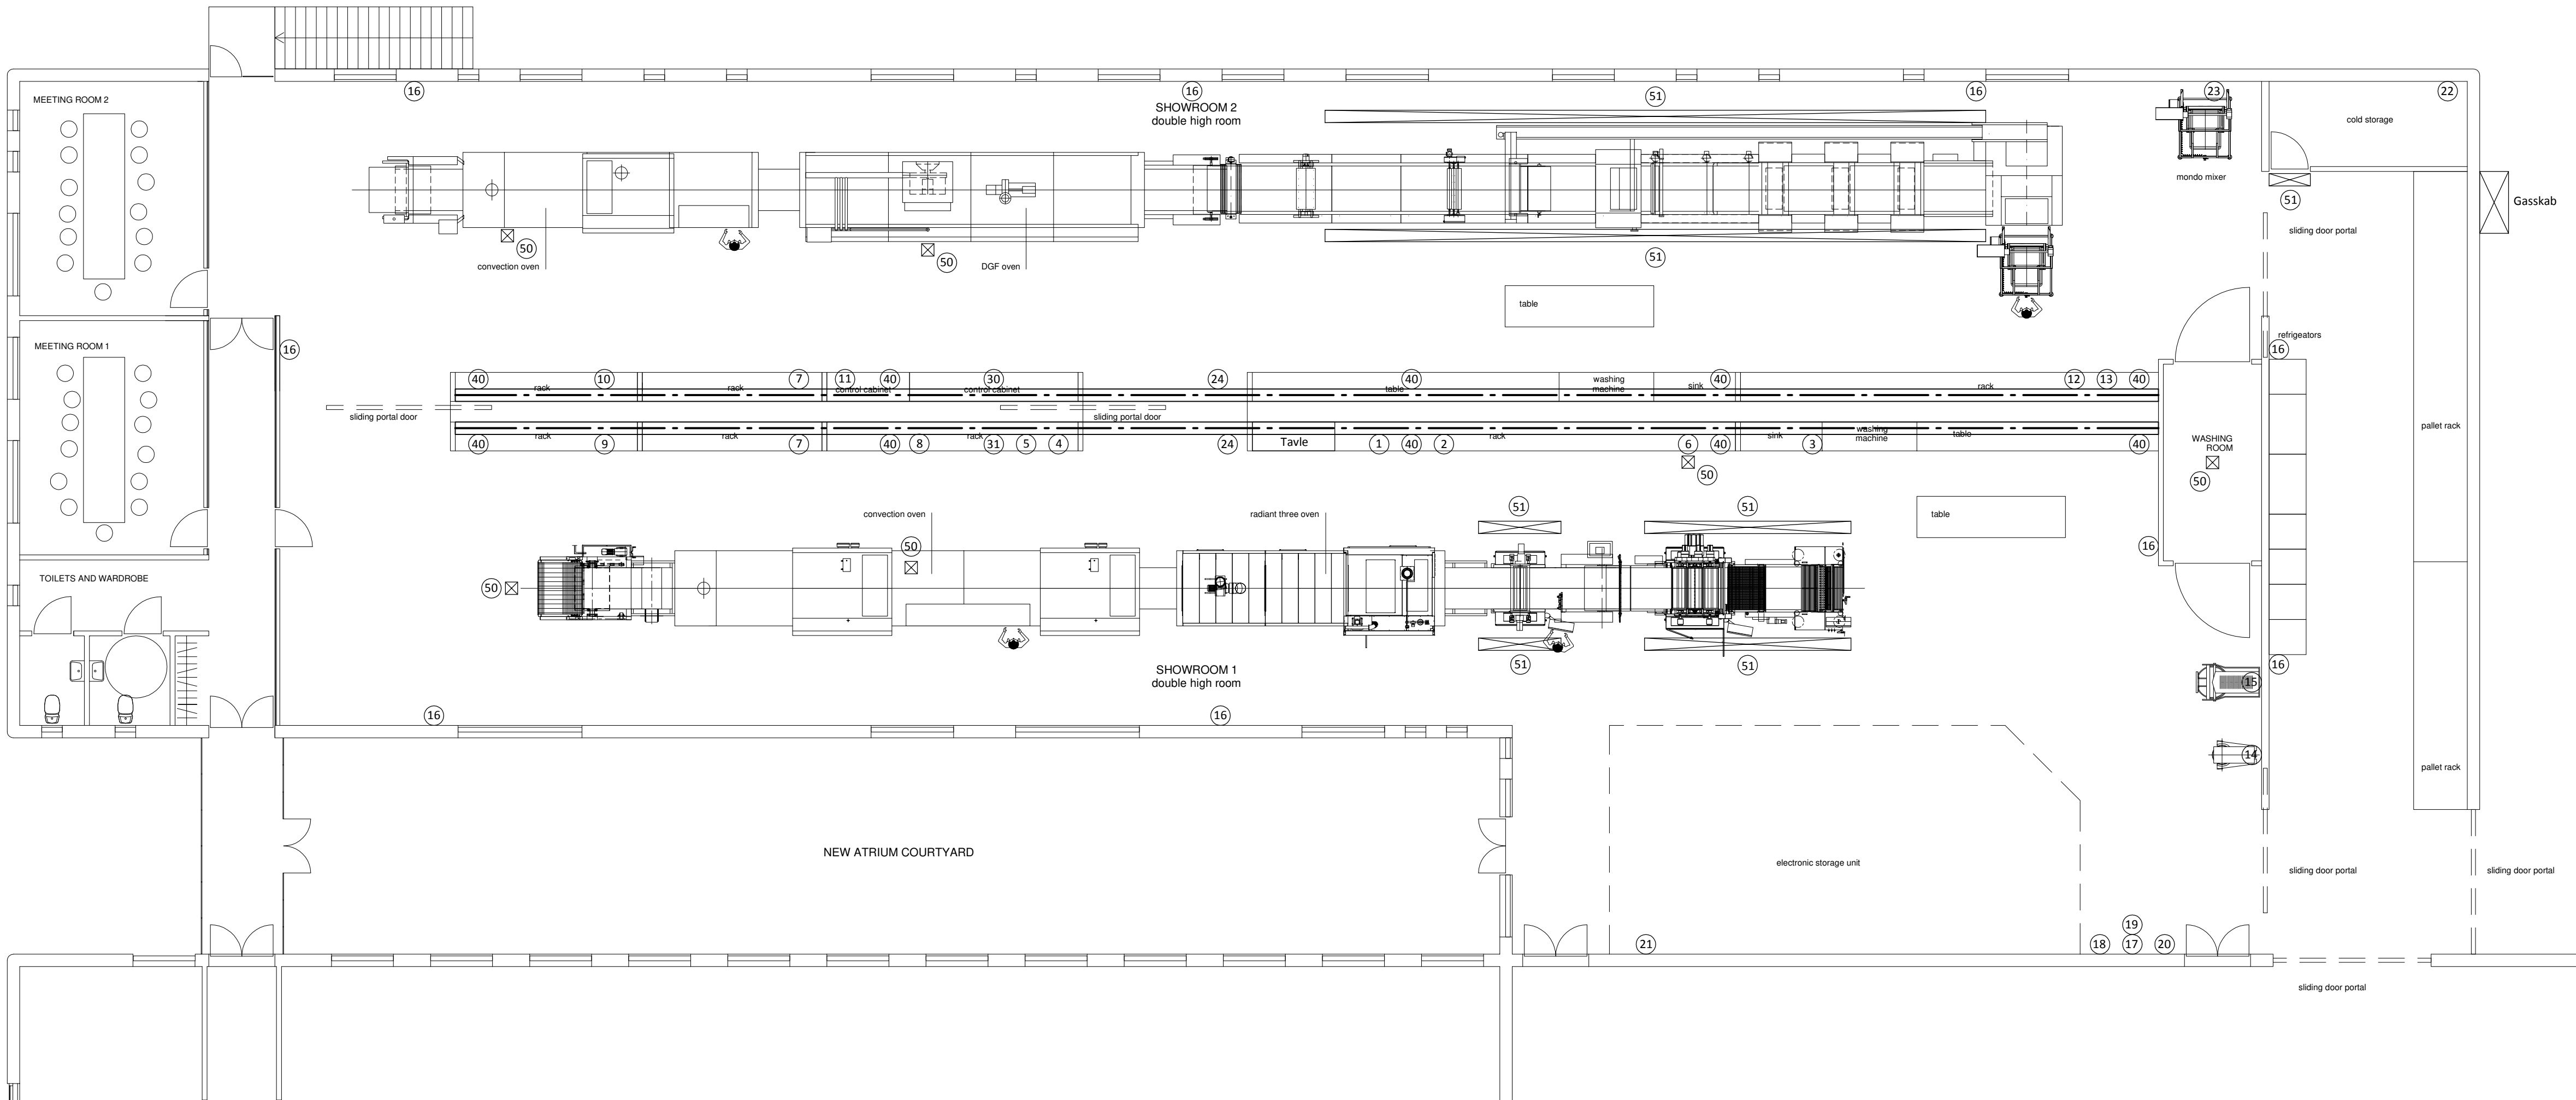 MEETING ROOM 2
16
16
SHOWROOM 2
double high room
51
16
23
22
cold storage
mondo mixer
51
Gasskab
sliding door portal
50
convection oven
50
DGF oven
51
table
MEETING ROOM 1
16
refrigeators
16
40
rack
10
rack
7
11
control cabinet
40
30
control cabinet
24
40
table
washing
machine
sink
40
rack
12
13
40
sliding portal door
sliding portal door
40
rack
9
rack
7
40
8
rack
31
5
4
24
Tavle
1
40
2
rack
6
40
sink
3
washing
machine
table
40
50
WASHING
ROOM
50
pallet rack
convection oven
radiant three oven
51
51
table
16
50
50
TOILETS AND WARDROBE
51
51
16
SHOWROOM 1
double high room
15
16
16
14
pallet rack
NEW ATRIUM COURTYARD
electronic storage unit
sliding door portal
sliding door portal
21
18
19
17
20
sliding door portal